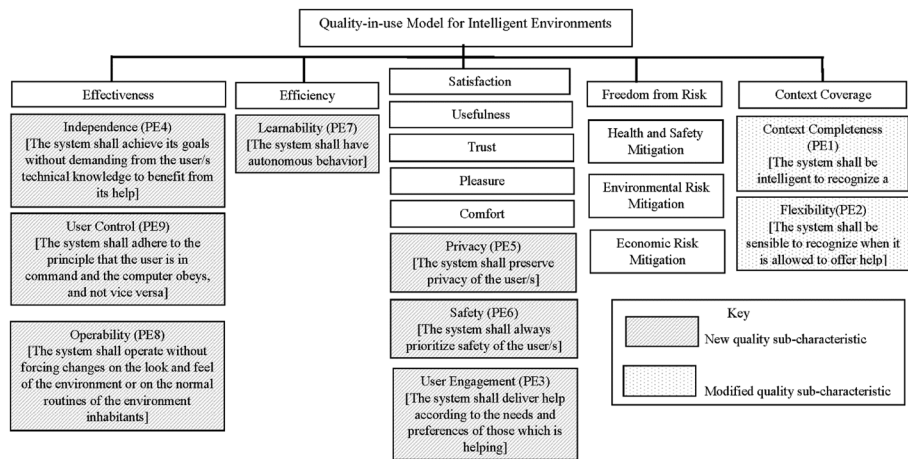 Quality-in-use Model for Intelligent Environments
Effectiveness
Independence (PE4)
[The system shall achieve its goals
without demanding from the user/s
technical knowledge to benefit from
its help]
User Control (PE9)
[The system shall adhere to the
principle that the user is in
command and the computer obeys,
and not vice versa]
Operability (PE8)
[The system shall operate without
forcing changes on the look and
feel of the environment or on the
normal routines of the environment
inhabitants]
Efficiency
Learnability (PE7)
[The system shall have
autonomous behavior]
Satisfaction
Usefulness
Trust
Pleasure
Comfort
Privacy (PE5)
[The system shall preserve
privacy of the user/s]
Safety (PE6)
[The system shall always
prioritize safety of the user/s]
User Engagement (PE3)
[The system shall deliver help
according to the needs and
preferences of those which is
helping]
Freedom from Risk
Health and Safety
Mitigation
Environmental Risk
Mitigation
Economic Risk
Mitigation
Context Coverage
Context Completeness
(PE1)
[The system shall be
intelligent to recognize a
Flexibility(PE2)
[The system shall be
sensible to recognize when
it is allowed to offer help]
Key
New quality sub-characteristic
Modified quality sub-characteristic